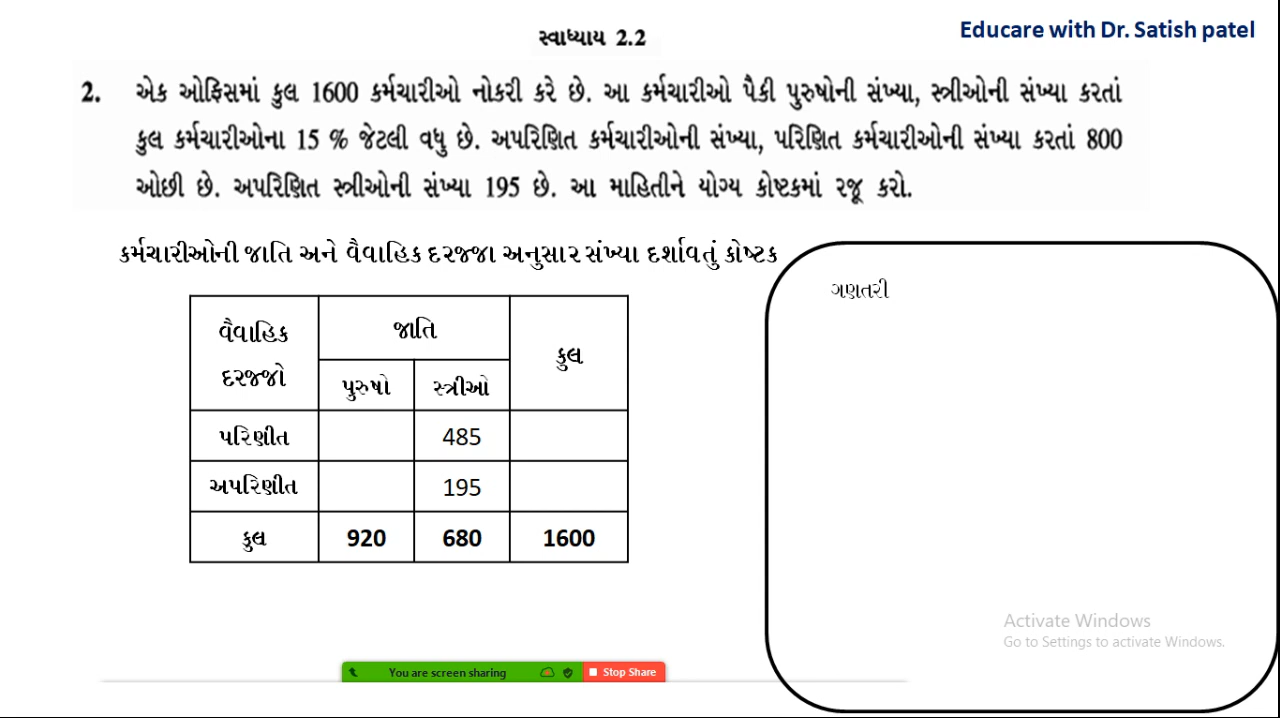 સ્વાધ્યાય 2.2
Educare with Dr. Satish patel
2. એક ઓફિસમાં કુલ 1600 કર્મચારીઓ નોકરી કરે છે. આ કર્મચારીઓ પૈકી પુરુષોની સંખ્યા, સ્ત્રીઓની સંખ્યા કરતાં
કુલ કર્મચારીઓના 15 % જેટલી વધુ છે. અપરિણિત કર્મચારીઓની સંખ્યા, પરિણિત કર્મચારીઓની સંખ્યા કરતાં 800
ઓછી છે. અપરિણિત સ્ત્રીઓની સંખ્યા 195 છે. આ માહિતીને યોગ્ય કોષ્ટકમાં રજૂ કરો.
કર્મચારીઓની જાતિ અને વૈવાહિક દરજ્જા અનુસાર સંખ્યા દર્શાવતું કોષ્ટક
વૈવાહિક
દરજ્જો
જાતિ
કુલ
પુરુષો સ્ત્રીઓ
પરિણીત 485
અપરિણીત 195
કુલ 920 680 1600
ગણતરી
Activate Windows
Go to Settings to activate Windows.
You are screen sharing Stop Share